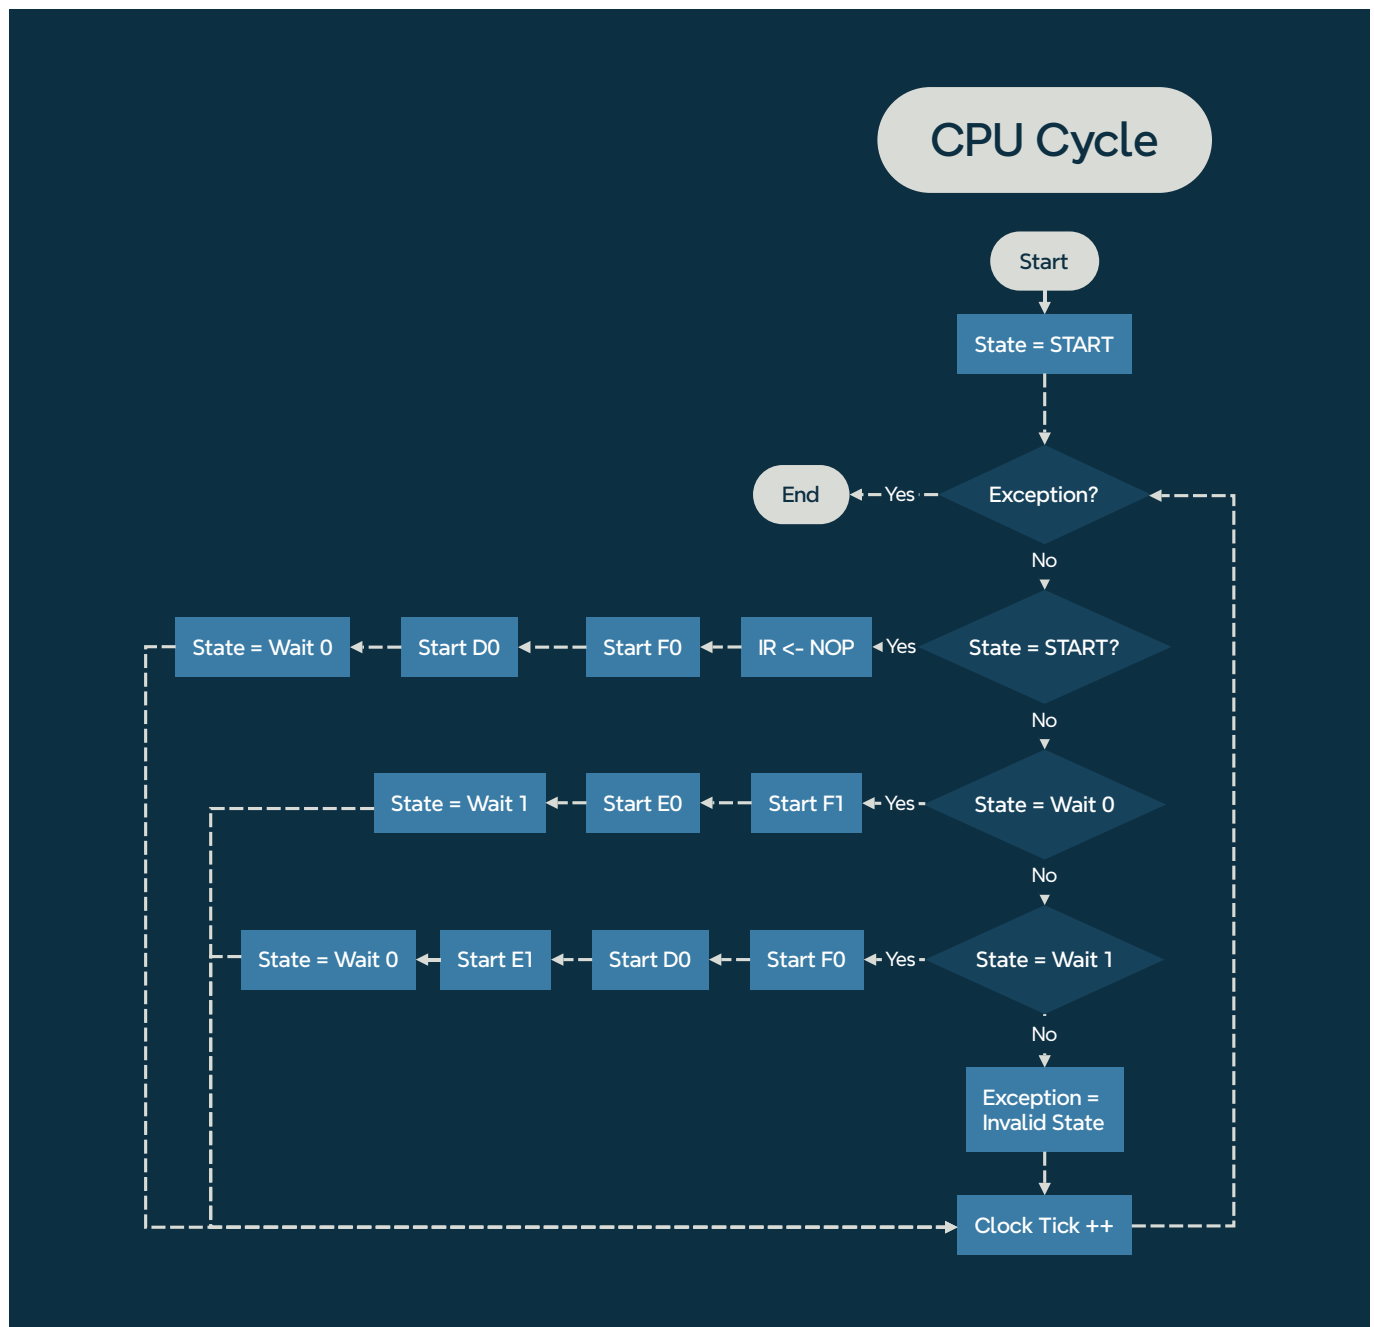 CPU Cycle
Start
State = START
Exception?
Yes
End
No
State = START?
Yes
IR <- NOP
Start F0
Start D0
State = Wait 0
No
State = Wait 0
Yes
Start F1
Start E0
State = Wait 1
No
State = Wait 1
Yes
Start F0
Start D0
Start E1
State = Wait 0
No
Exception =
Invalid State
Clock Tick ++